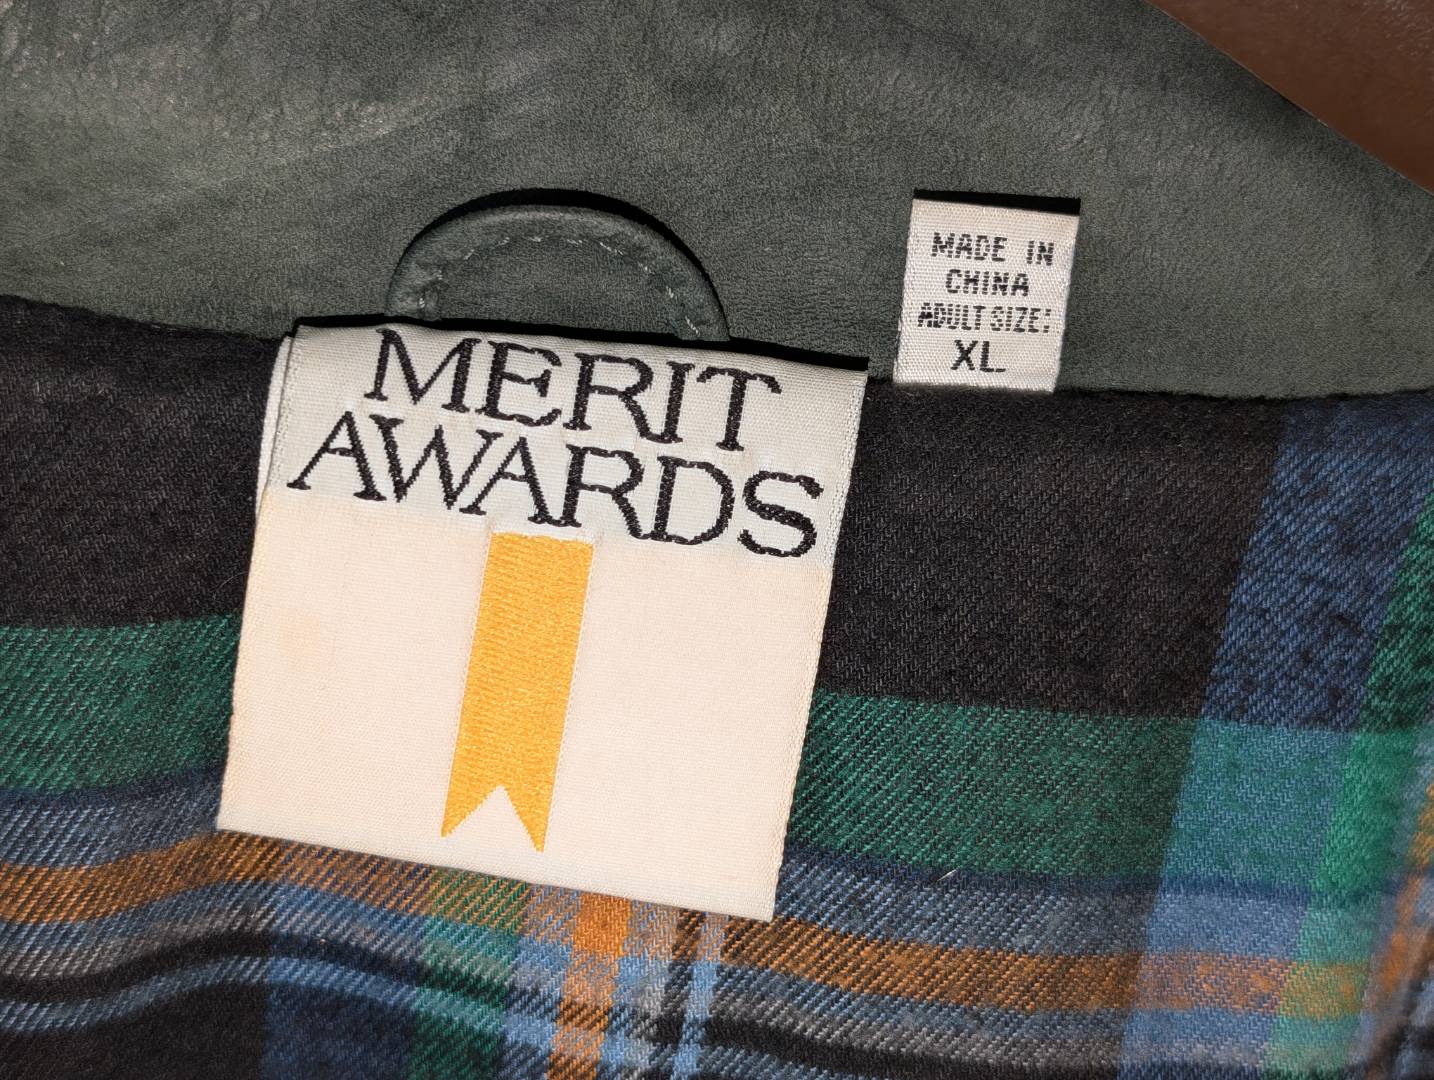 MERIT
AWARDS
MADE IN
CHINA
ADULT SIZE:
XL